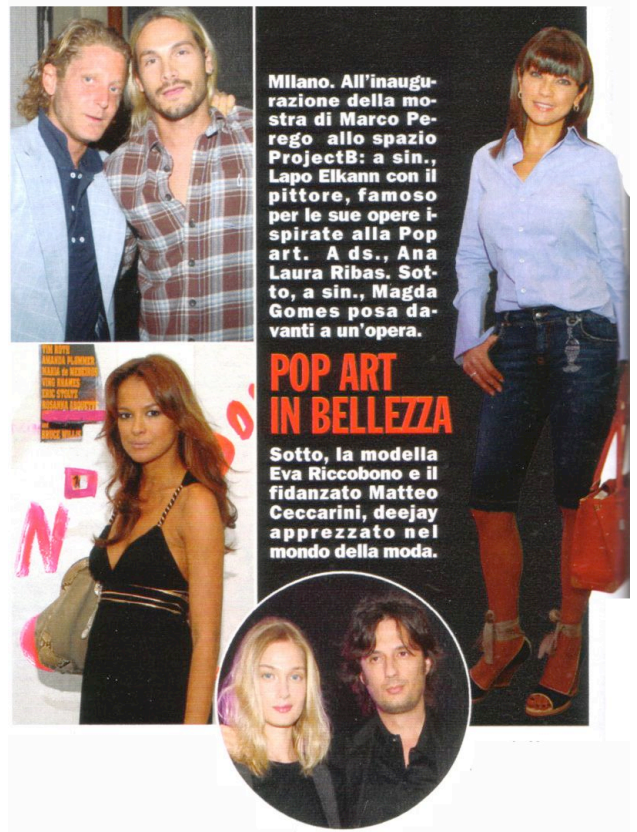 MIlano. All'inaugu-
razione della mo-
stra di Marco Pe-
rego allo spazio
ProjectB: a sin.,
Lapo Elkann con il
pittore, famoso
per le sue opere i-
spirate alla Pop
art. A ds., Ana
Laura Ribas. Sot-
to, a sin., Magda
Gomes posa da-
vanti a un'opera.
POP ART
IN BELLEZZA
Sotto, la modella
Eva Riccobono e il
fidanzato Matteo
Ceccarini, deejay
apprezzato nel
mondo della moda.
TIM ROTH
AMANDA PLUMMER
MARIA de MEDEIROS
VING RHAMES
ERIC STOLTZ
ROSANNA ARQUETTE
BRUCE WILLIS
N
DO